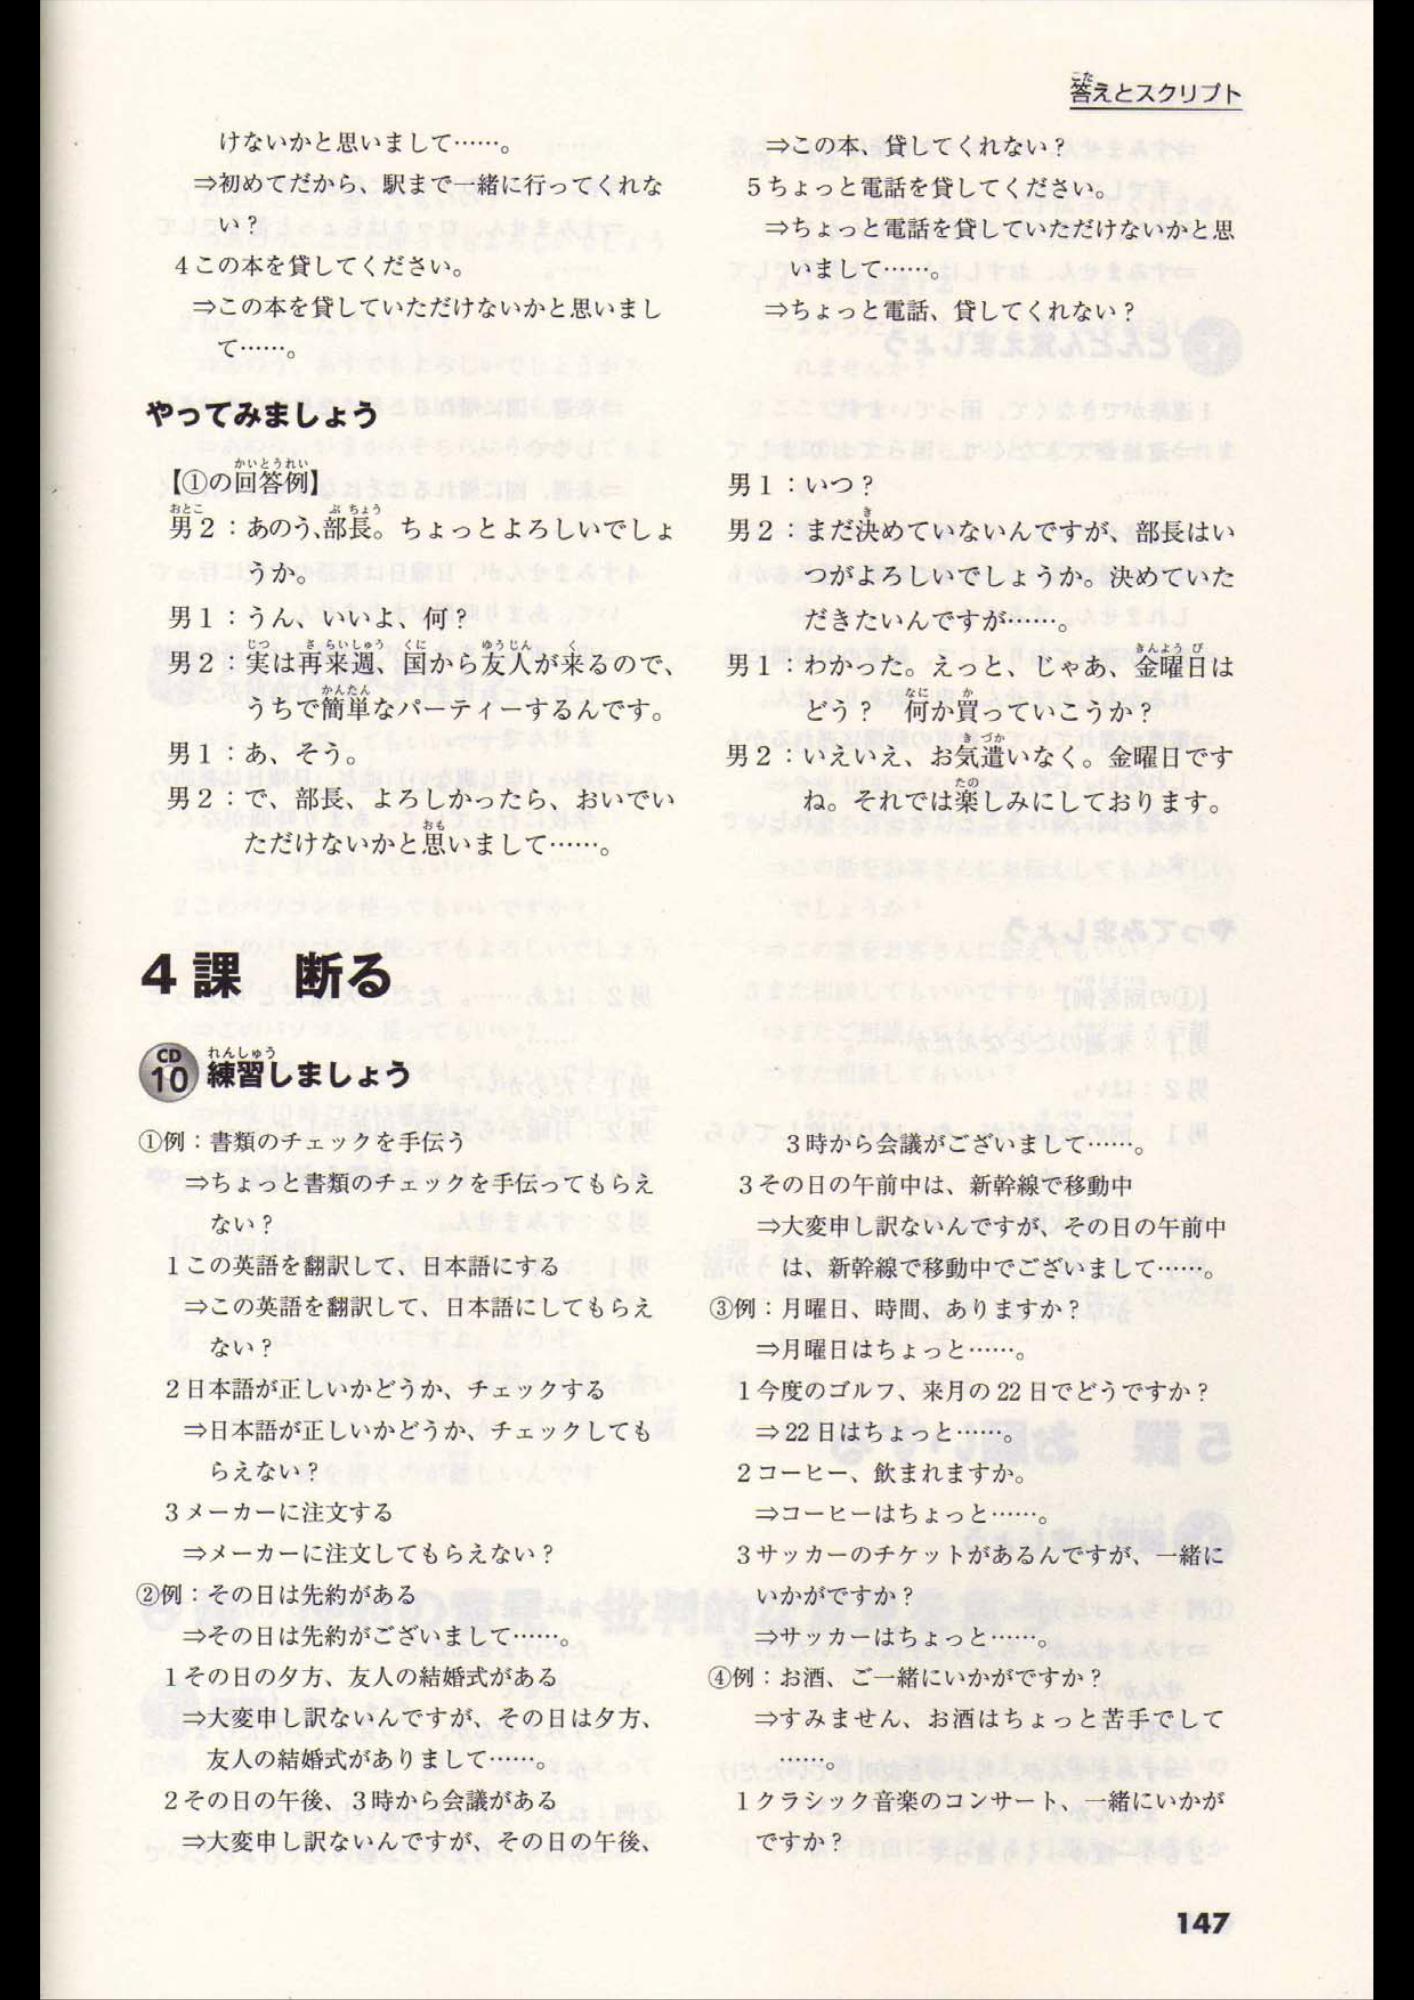 答えとスクリプト
けないかと思いまして……。
⇒初めてだから、駅まで一緒に行ってくれな
い？
4この本を貸してください。
⇒この本を貸していただけないかと思いまし
て……。
⇒この本、貸してくれない？
5ちょっと電話を貸してください。
⇒ちょっと電話を貸していただけないかと思
いまして……。
⇒ちょっと電話、貸してくれない？
やってみましょう
【①の回答例】
男2：あのう、部長。ちょっとよろしいでしょ
うか。
男1：うん、いいよ、何？
男2：実は再来週、国から友人が来るので、
うちで簡単なパーティーするんです。
男1：あ、そう。
男2：で、部長、よろしかったら、おいでい
ただけないかと思いまして……。
男1：いつ？
男2：まだ決めていないんですが、部長はい
つがよろしいでしょうか。決めていた
だきたいんですが……。
男1：わかった。えっと、じゃあ、金曜日は
どう？　何か買っていこうか？
男2：いえいえ、お気遣いなく。金曜日です
ね。それでは楽しみにしております。
4課　断る
CD
10
練習しましょう
①例：書類のチェックを手伝う
⇒ちょっと書類のチェックを手伝ってもらえ
ない？
1この英語を翻訳して、日本語にする
⇒この英語を翻訳して、日本語にしてもらえ
ない？
2日本語が正しいかどうか、チェックする
⇒日本語が正しいかどうか、チェックしても
らえない？
3メーカーに注文する
⇒メーカーに注文してもらえない？
②例：その日は先約がある
⇒その日は先約がございまして……。
1その日の夕方、友人の結婚式がある
⇒大変申し訳ないんですが、その日は夕方、
友人の結婚式がありまして……。
2その日の午後、3時から会議がある
⇒大変申し訳ないんですが、その日の午後、
3時から会議がございまして……。
3その日の午前中は、新幹線で移動中
⇒大変申し訳ないんですが、その日の午前中
は、新幹線で移動中でございまして……。
③例：月曜日、時間、ありますか？
⇒月曜日はちょっと……。
1今度のゴルフ、来月の22日でどうですか？
⇒22日はちょっと……。
2コーヒー、飲まれますか。
⇒コーヒーはちょっと……。
3サッカーのチケットがあるんですが、一緒に
いかがですか？
⇒サッカーはちょっと……。
④例：お酒、ご一緒にいかがですか？
⇒すみません、お酒はちょっと苦手でして
……。
1クラシック音楽のコンサート、一緒にいかが
ですか？
147